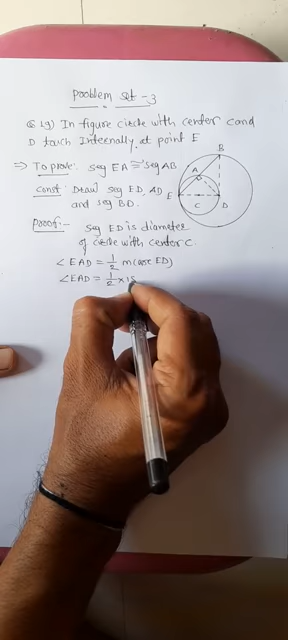 Problem set - 3
Q. 19) In figure circle with center C and
D touch internally at point E
⇒ To prove: seg EA ≅ seg AB
B
A
Const: Draw seg ED, AD
and seg BD.
E
C
D
Proof:-
seg ED is diameter
of circle with center C.
∠EAD = 1/2 m(arc ED)
∠EAD = 1/2 × 18